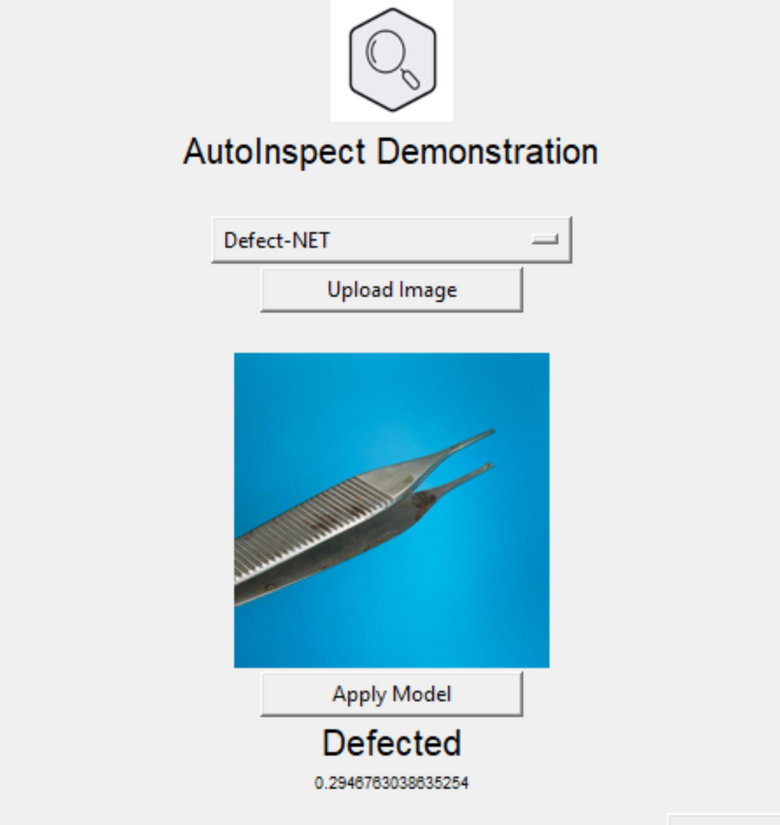 AutoInspect Demonstration
Defect-NET
Upload Image
Apply Model
Defected
0.2946763038635254